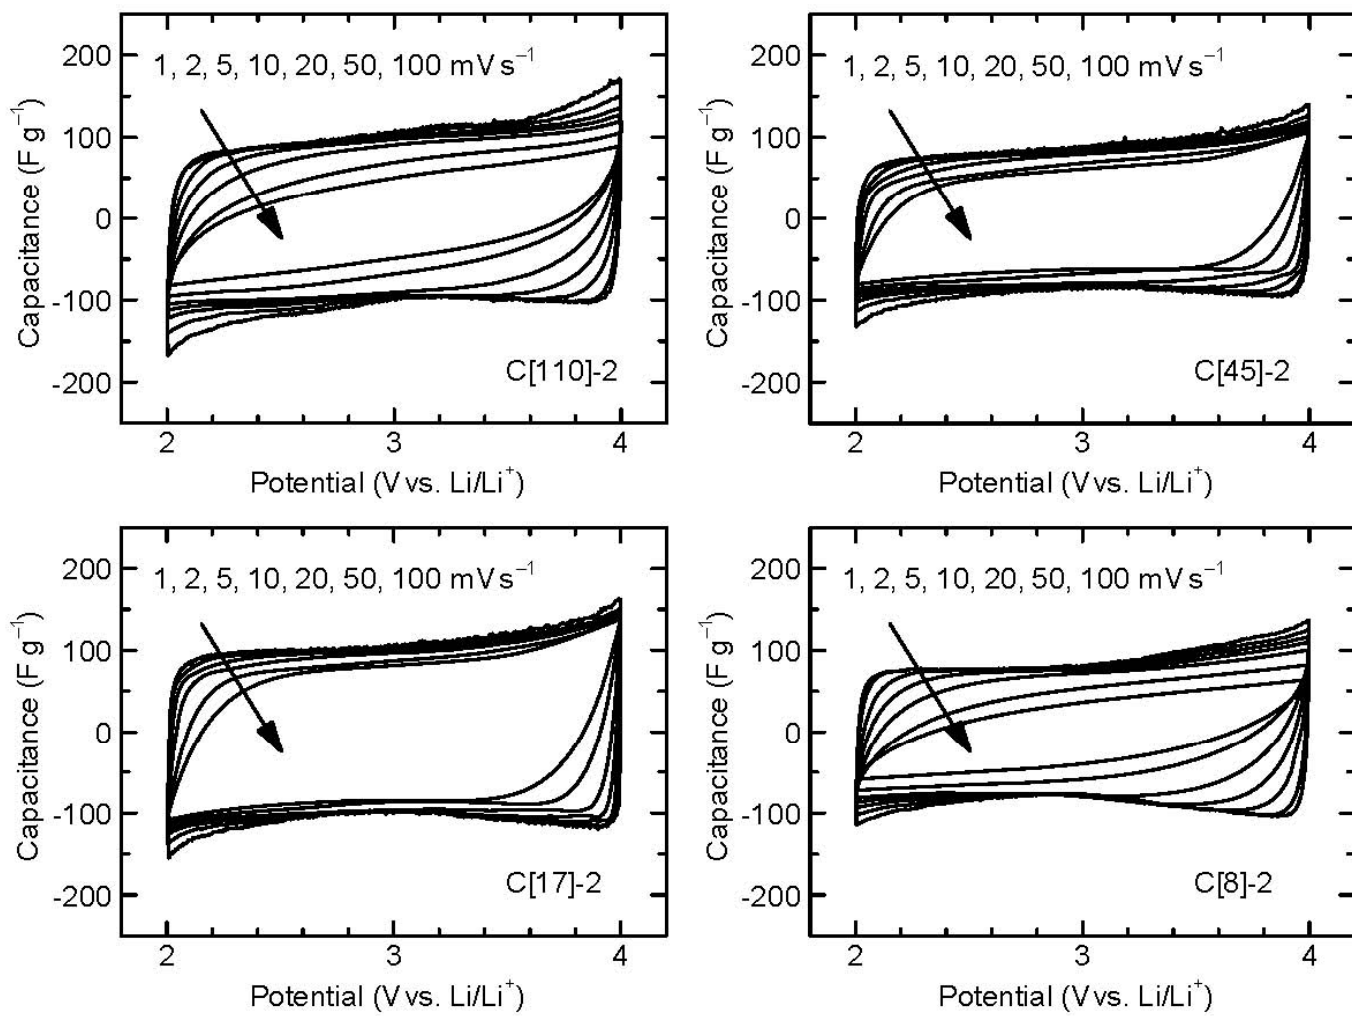 200
100
0
-100
-200
Capacitance (F g⁻¹)
1, 2, 5, 10, 20, 50, 100 mV s⁻¹
C[110]-2
2 3 4
Potential (V vs. Li/Li⁺)
200
100
0
-100
-200
Capacitance (F g⁻¹)
1, 2, 5, 10, 20, 50, 100 mV s⁻¹
C[45]-2
2 3 4
Potential (V vs. Li/Li⁺)
200
100
0
-100
-200
Capacitance (F g⁻¹)
1, 2, 5, 10, 20, 50, 100 mV s⁻¹
C[17]-2
2 3 4
Potential (V vs. Li/Li⁺)
200
100
0
-100
-200
Capacitance (F g⁻¹)
1, 2, 5, 10, 20, 50, 100 mV s⁻¹
C[8]-2
2 3 4
Potential (V vs. Li/Li⁺)